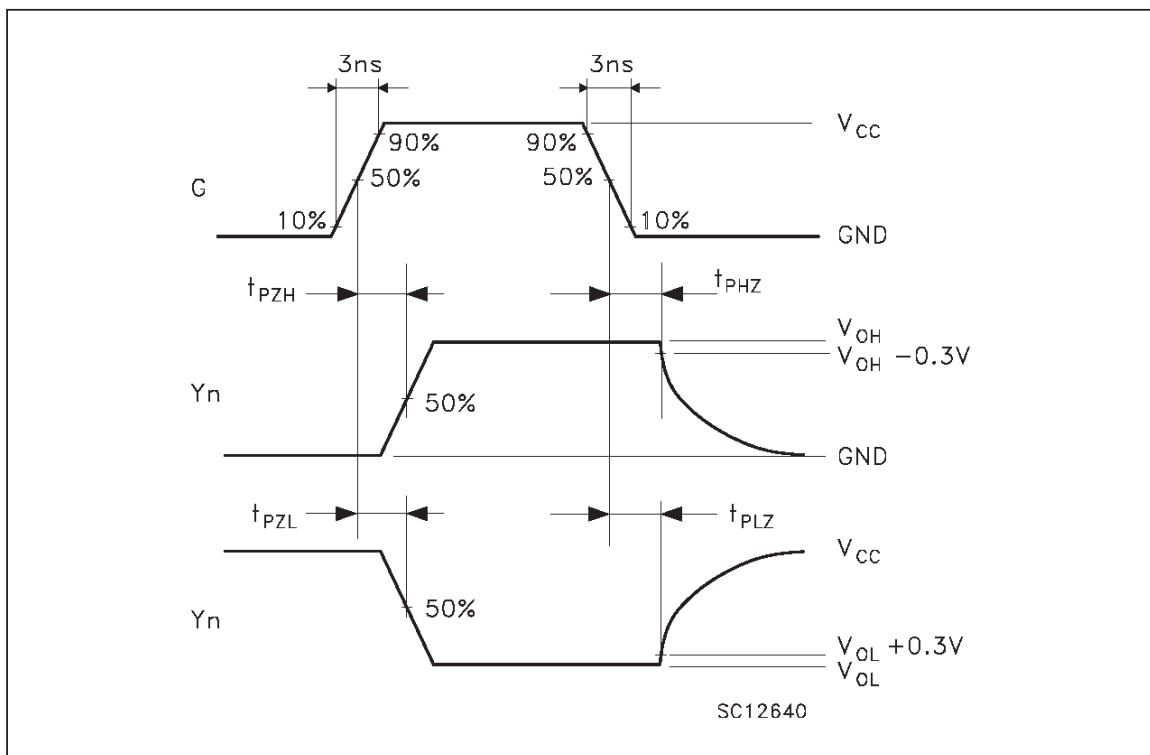 3ns 3ns
V_CC
90% 90%
G 50% 50%
10% 10%
GND
t_PZH t_PHZ
V_OH
V_OH −0.3V
Yn 50%
GND
t_PZL t_PLZ
V_CC
Yn 50%
V_OL +0.3V
V_OL
SC12640